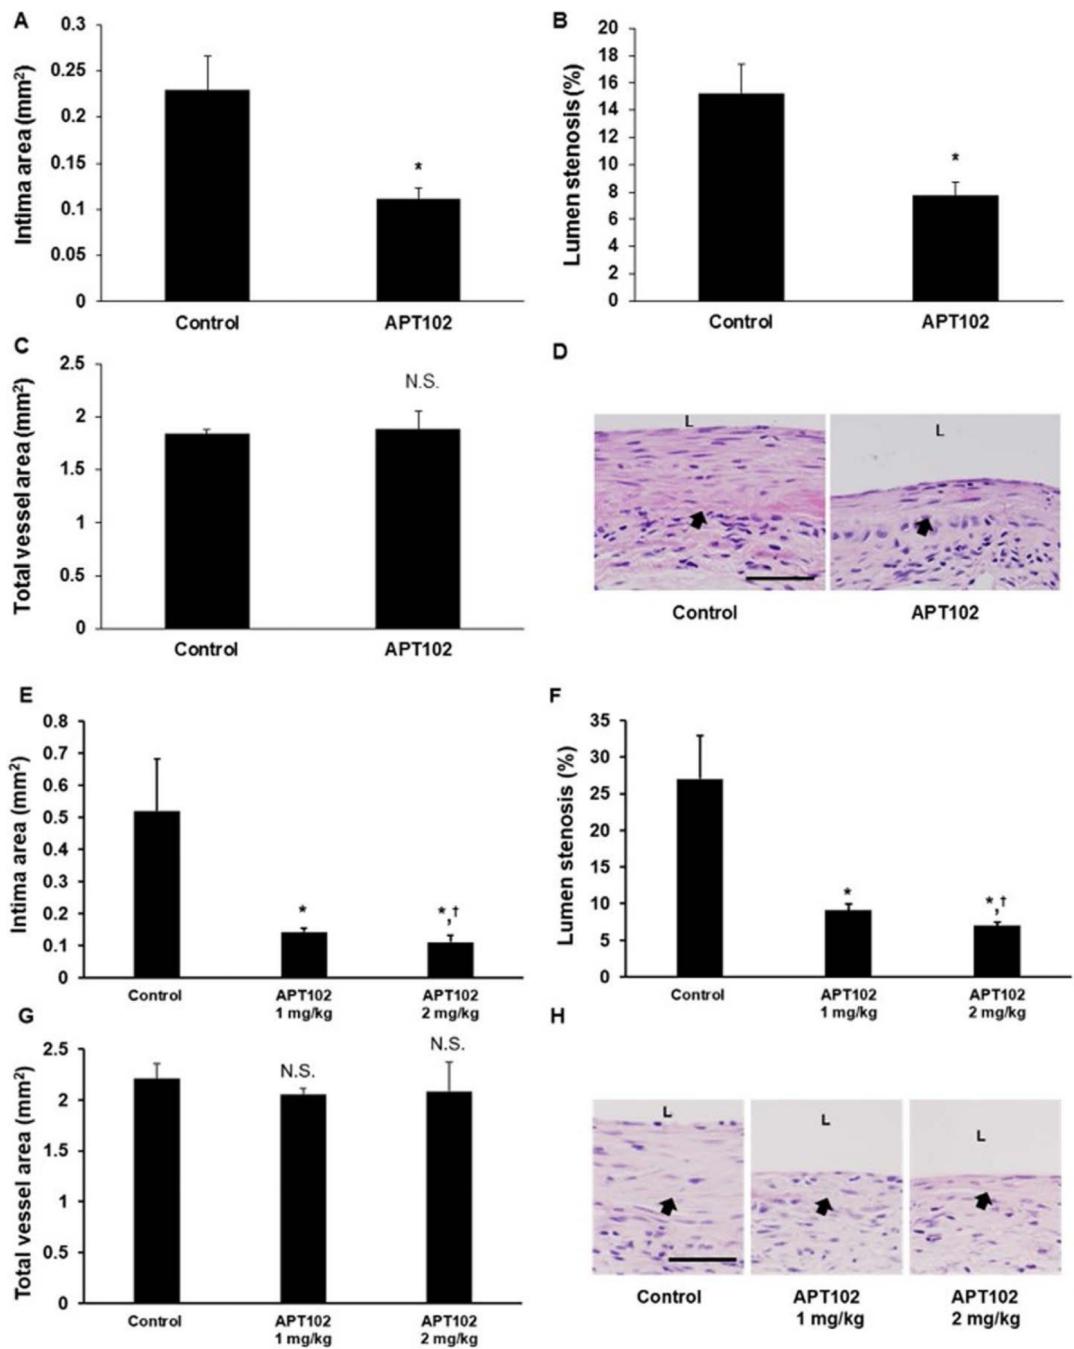 A
Intima area (mm²)
0.3
0.25
0.2
0.15
0.1
0.05
0
*
Control
APT102
B
Lumen stenosis (%)
20
18
16
14
12
10
8
6
4
2
0
*
Control
APT102
C
Total vessel area (mm²)
2.5
2
1.5
1
0.5
0
N.S.
Control
APT102
D
L
L
Control
APT102
E
Intima area (mm²)
0.8
0.7
0.6
0.5
0.4
0.3
0.2
0.1
0
*
*,†
Control
APT102
1 mg/kg
APT102
2 mg/kg
F
Lumen stenosis (%)
35
30
25
20
15
10
5
0
*
*,†
Control
APT102
1 mg/kg
APT102
2 mg/kg
G
Total vessel area (mm²)
2.5
2
1.5
1
0.5
0
N.S.
N.S.
Control
APT102
1 mg/kg
APT102
2 mg/kg
H
L
L
L
Control
APT102
1 mg/kg
APT102
2 mg/kg